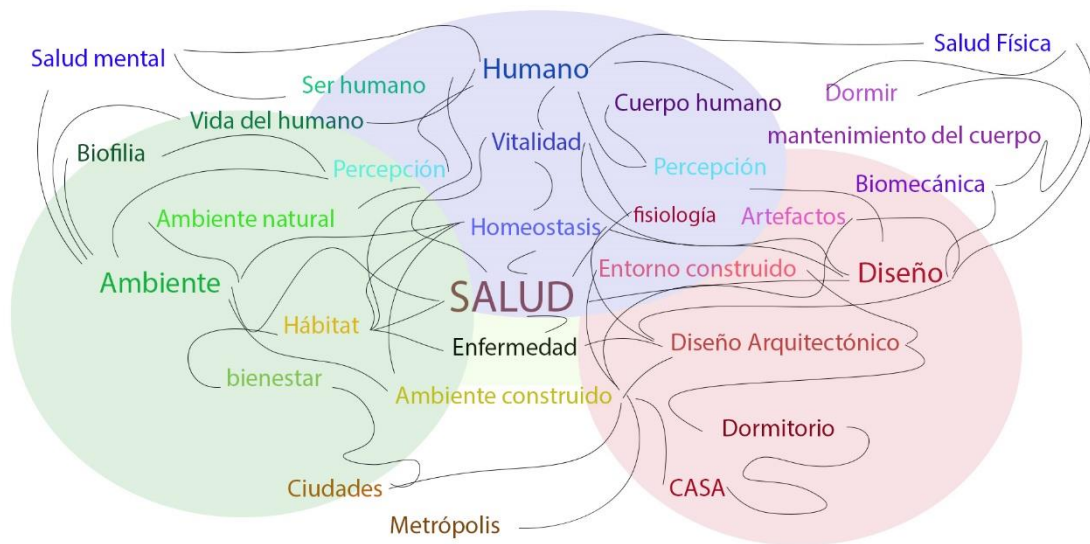 Salud mental
Humano
Salud Física
Ser humano
Cuerpo humano
Dormir
Vida del humano
Vitalidad
mantenimiento del cuerpo
Biofilia
Percepción
Percepción
Biomecánica
Ambiente natural
Homeostasis
fisiología
Artefactos
Ambiente
SALUD
Entorno construido
Diseño
Hábitat
Enfermedad
Diseño Arquitectónico
bienestar
Ambiente construido
Dormitorio
Ciudades
CASA
Metrópolis